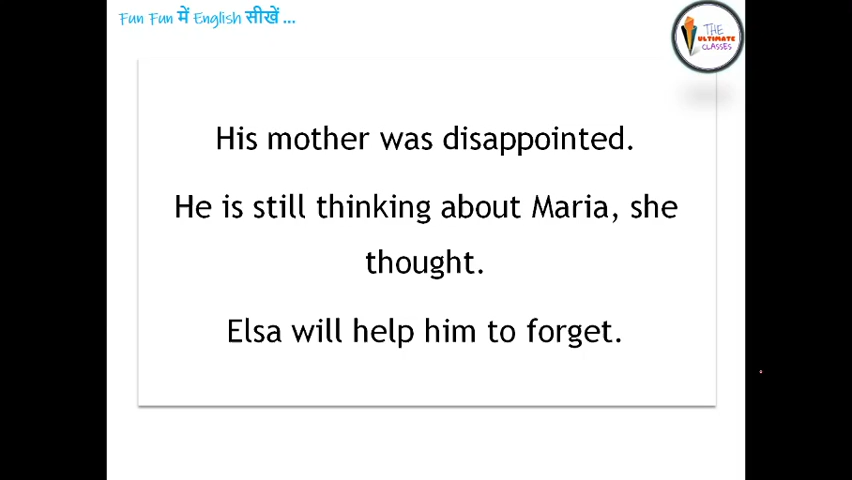 Fun Fun में English सीखें ...
THE
ULTIMATE
CLASSES
His mother was disappointed.
He is still thinking about Maria, she
thought.
Elsa will help him to forget.